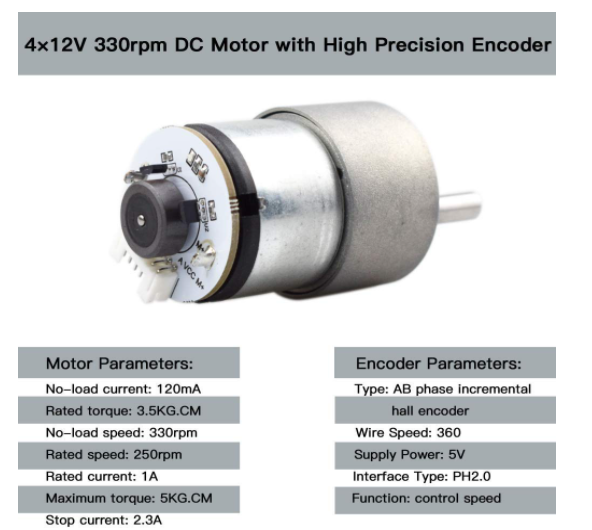 4×12V 330rpm DC Motor with High Precision Encoder
M+
A VCC M+
Motor Parameters:
No-load current: 120mA
Rated torque: 3.5KG.CM
No-load speed: 330rpm
Rated speed: 250rpm
Rated current: 1A
Maximum torque: 5KG.CM
Stop current: 2.3A
Encoder Parameters:
Type: AB phase incremental
hall encoder
Wire Speed: 360
Supply Power: 5V
Interface Type: PH2.0
Function: control speed